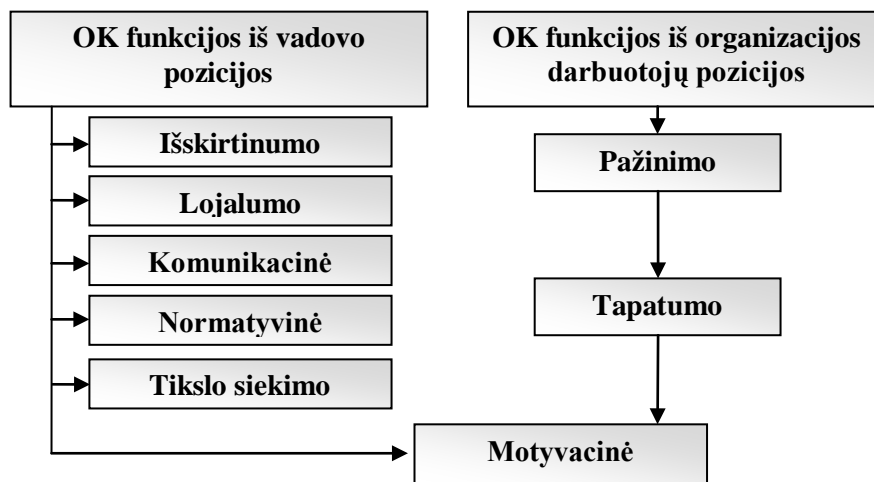 OK funkcijos iš vadovo
pozicijos
Išskirtinumo
Lojalumo
Komunikacinė
Normatyvinė
Tikslo siekimo
OK funkcijos iš organizacijos
darbuotojų pozicijos
Pažinimo
Tapatumo
Motyvacinė